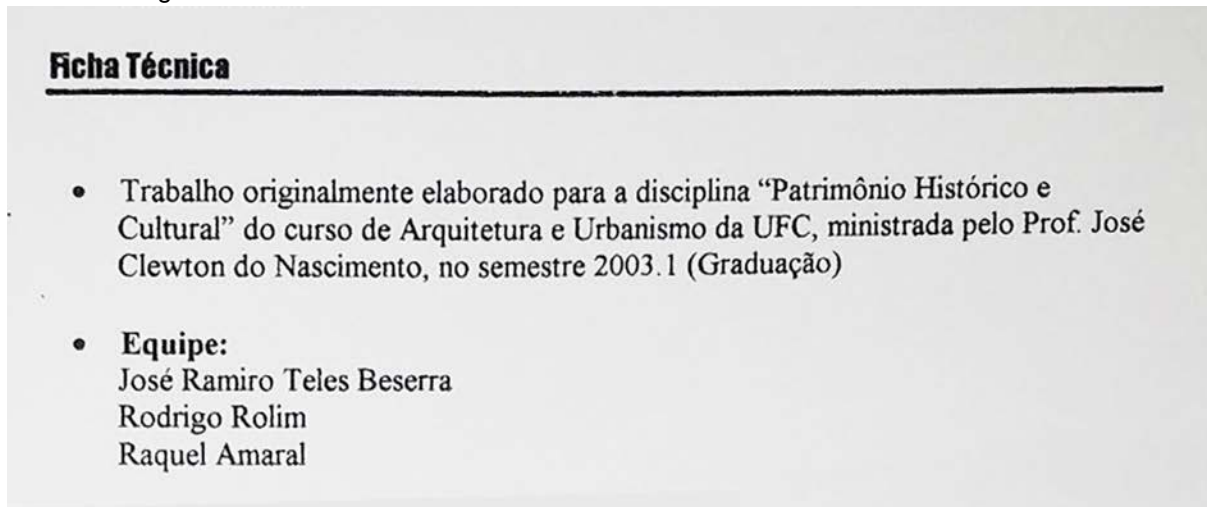 Ficha Técnica
• Trabalho originalmente elaborado para a disciplina “Patrimônio Histórico e
Cultural” do curso de Arquitetura e Urbanismo da UFC, ministrada pelo Prof. José
Clewton do Nascimento, no semestre 2003.1 (Graduação)
• Equipe:
José Ramiro Teles Beserra
Rodrigo Rolim
Raquel Amaral